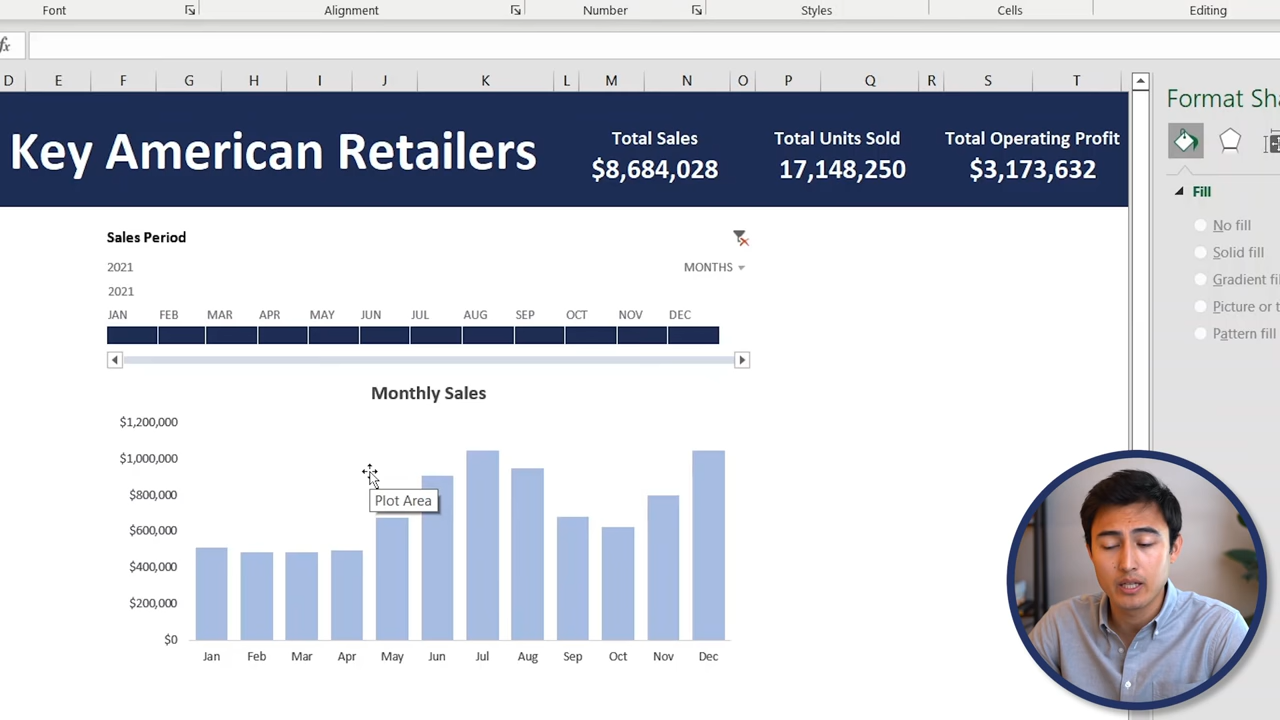 Font Alignment Number Styles Cells Editing
fx
D E F G H I J K L M N O P Q R S T
Format Sha
Key American Retailers
Total Sales Total Units Sold Total Operating Profit
$8,684,028 17,148,250 $3,173,632
Fill
No fill
Solid fill
Gradient fil
Picture or t
Pattern fill
Sales Period
2021 MONTHS
2021
JAN FEB MAR APR MAY JUN JUL AUG SEP OCT NOV DEC
Monthly Sales
$1,200,000
$1,000,000
$800,000
$600,000
$400,000
$200,000
$0
Plot Area
Jan Feb Mar Apr May Jun Jul Aug Sep Oct Nov Dec